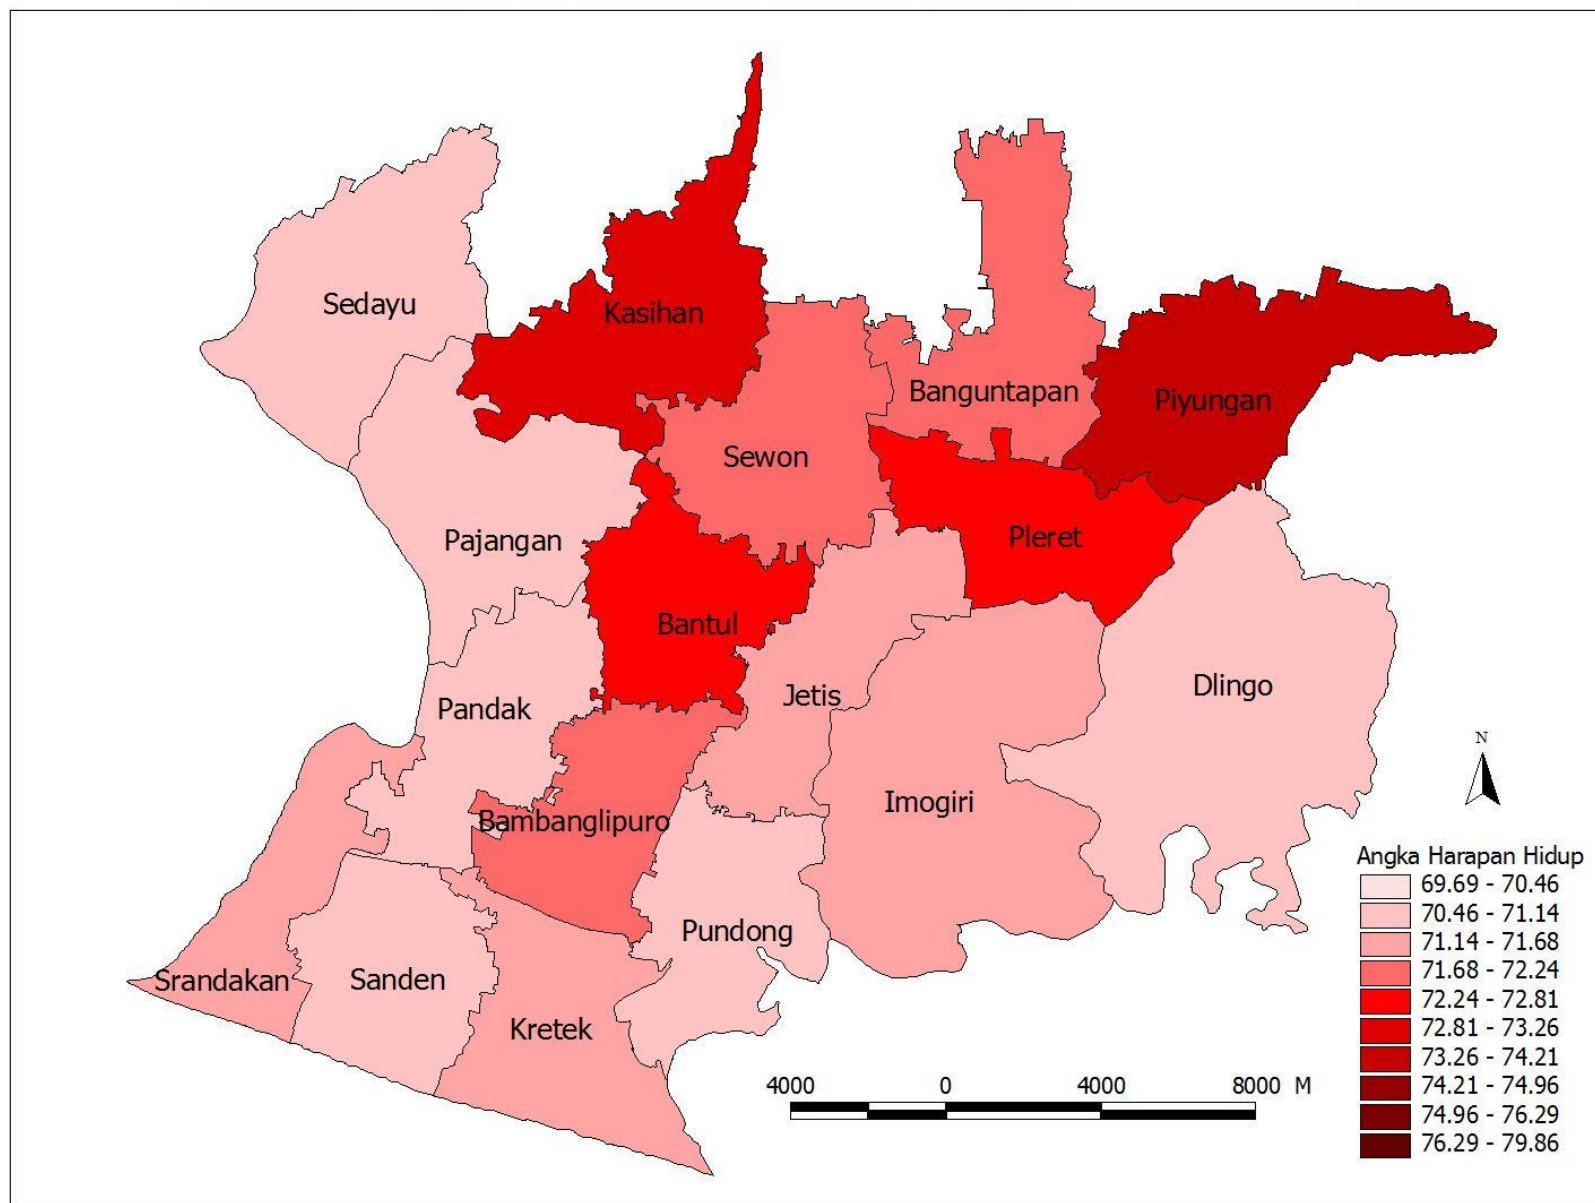 Sedayu
Kasihan
Banguntapan
Piyungan
Sewon
Pajangan
Pleret
Bantul
Dlingo
Jetis
Pandak
Imogiri
Bambanglipuro
Pundong
Srandakan
Sanden
Kretek
N
Angka Harapan Hidup
69.69 - 70.46
70.46 - 71.14
71.14 - 71.68
71.68 - 72.24
72.24 - 72.81
72.81 - 73.26
73.26 - 74.21
74.21 - 74.96
74.96 - 76.29
76.29 - 79.86
4000 0 4000 8000 M